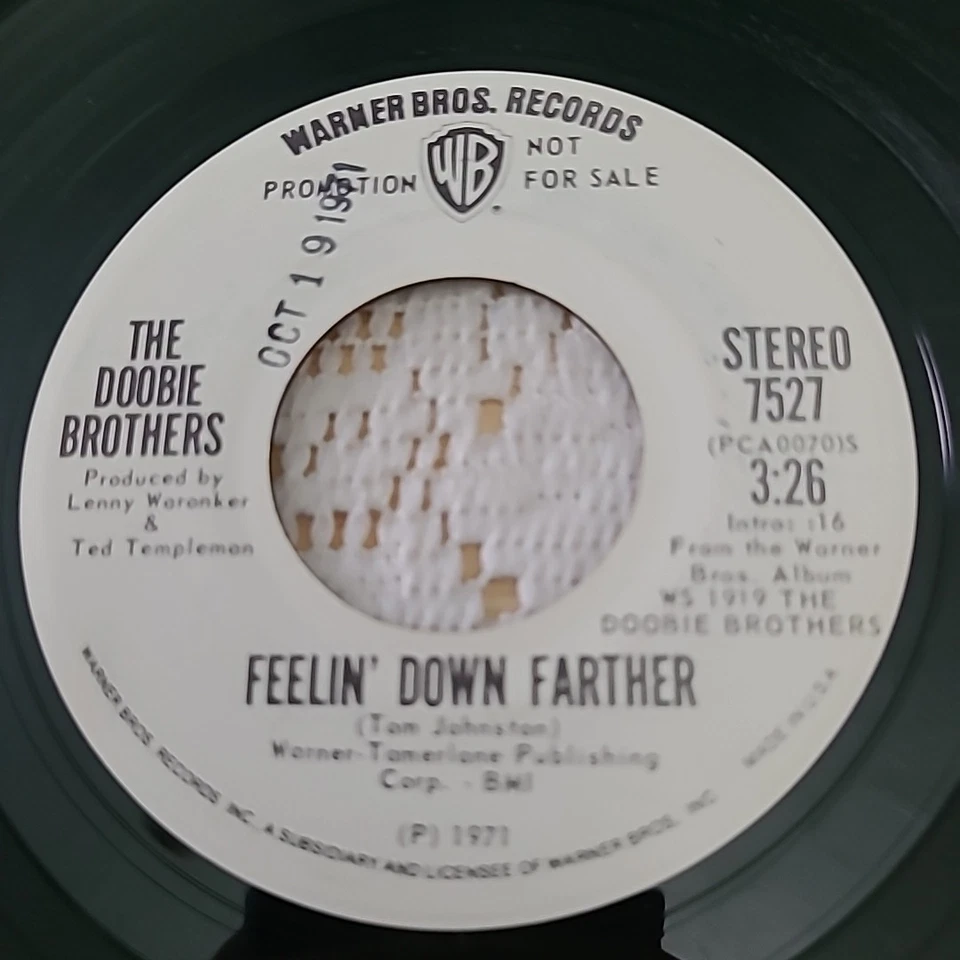 WARNER BROS. RECORDS
PROMOTION WB NOT
FOR SALE
OCT 19 1971
THE
DOOBIE
BROTHERS
Produced by
Lenny Waronker
&
Ted Templeman
STEREO
7527
(PCA0070)S
3:26
Intro: :16
From the Warner
Bros. Album
WS 1919 THE
DOOBIE BROTHERS
FEELIN' DOWN FARTHER
(Tom Johnston)
Warner-Tamerlane Publishing
Corp. - BMI
(P) 1971
WARNER BROS. RECORDS INC. A SUBSIDIARY AND LICENSEE OF WARNER BROS. INC.
MADE IN U.S.A.